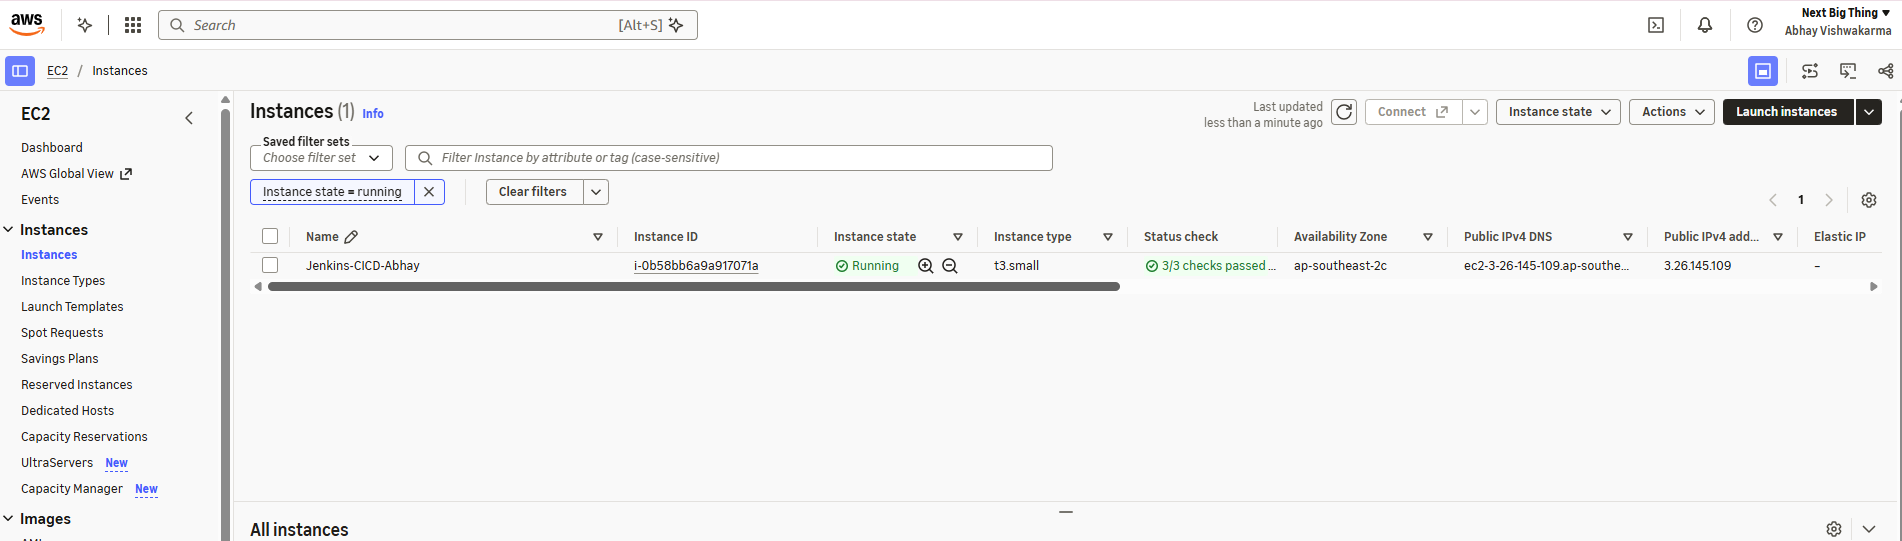 aws
Search [Alt+S]
Next Big Thing
Abhay Vishwakarma
EC2 / Instances
EC2
Dashboard
AWS Global View
Events
Instances
Instances
Instance Types
Launch Templates
Spot Requests
Savings Plans
Reserved Instances
Dedicated Hosts
Capacity Reservations
UltraServers New
Capacity Manager New
Images
Instances (1) Info
Last updated
less than a minute ago
Connect
Instance state
Actions
Launch instances
Saved filter sets
Choose filter set
Filter Instance by attribute or tag (case-sensitive)
Instance state = running
Clear filters
1
Name Instance ID Instance state Instance type Status check Availability Zone Public IPv4 DNS Public IPv4 add... Elastic IP
Jenkins-CICD-Abhay i-0b58bb6a9a917071a Running t3.small 3/3 checks passed ... ap-southeast-2c ec2-3-26-145-109.ap-southe... 3.26.145.109 –
All instances